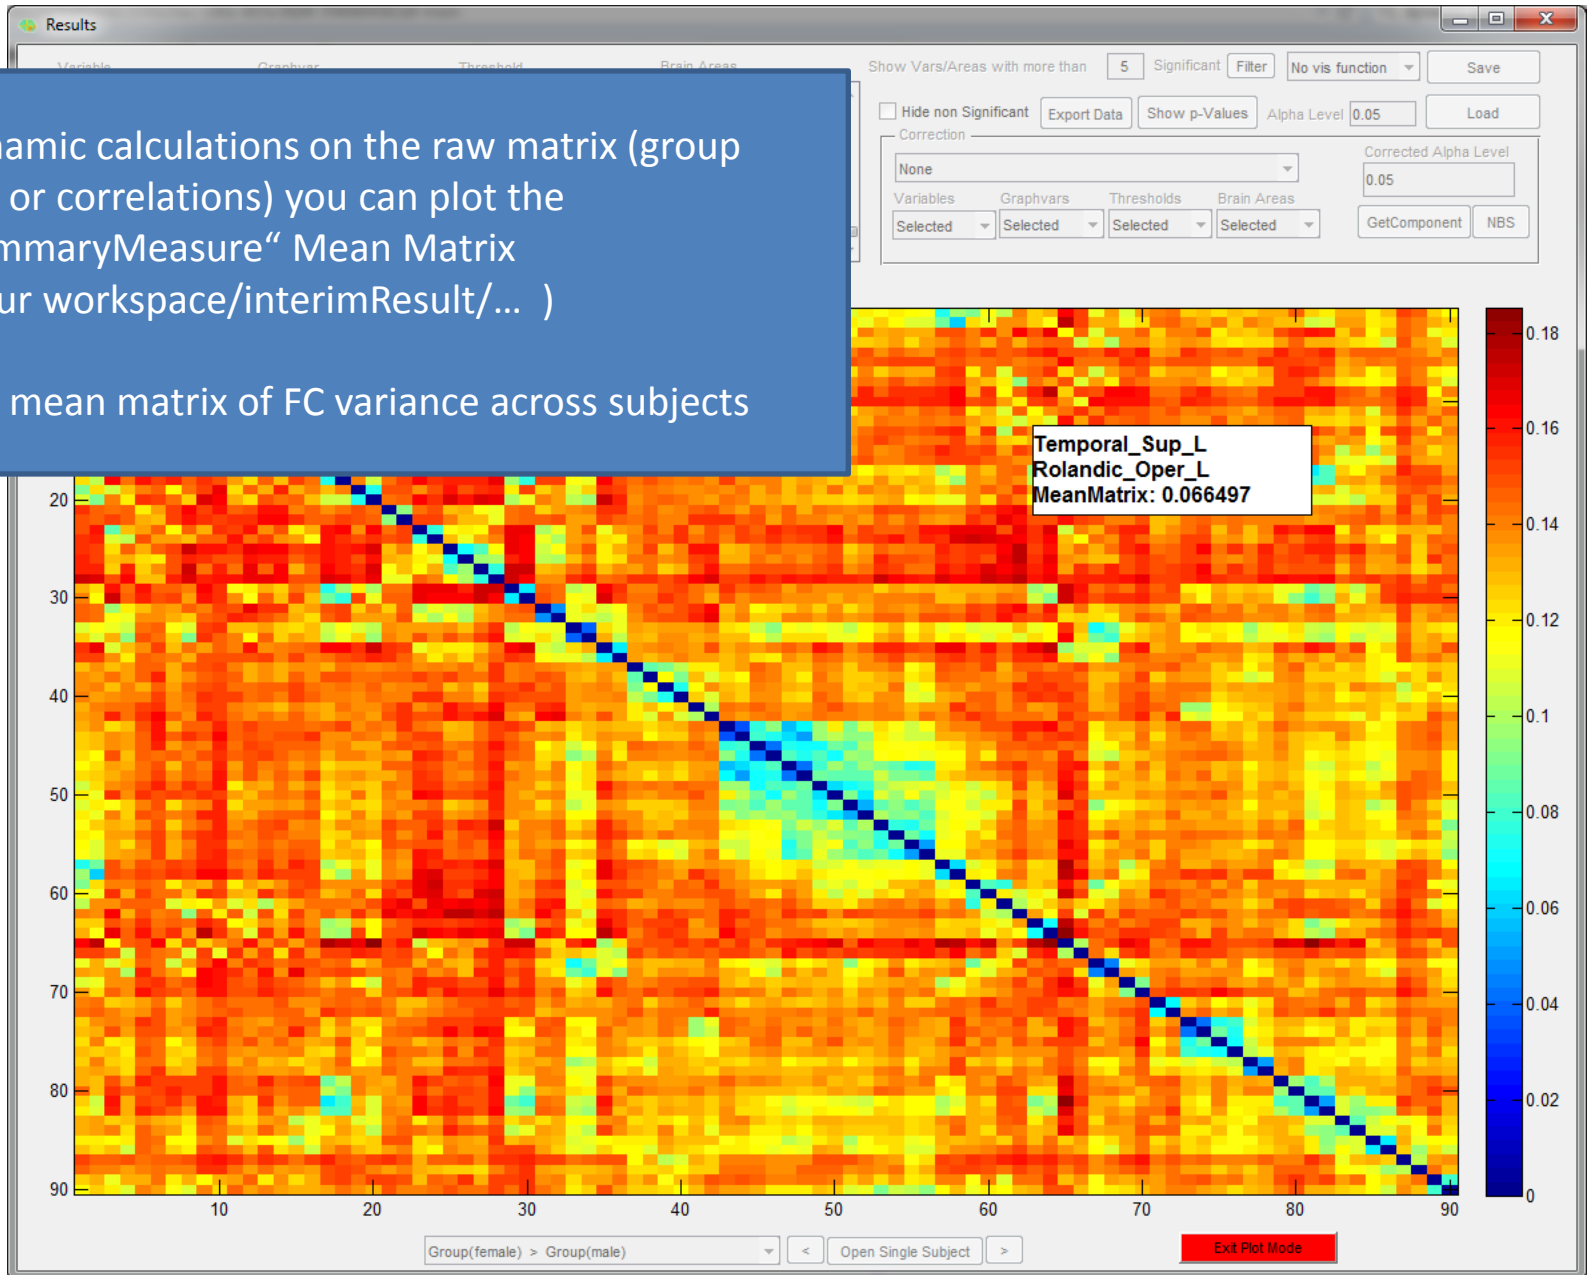 Results
Variable Graphvar Threshold Brain Areas
Show Vars/Areas with more than 5 Significant Filter No vis function Save
Hide non Significant Export Data Show p-Values Alpha Level 0.05 Load
Correction
None
Corrected Alpha Level
0.05
Variables Graphvars Thresholds Brain Areas
Selected Selected Selected Selected
GetComponent NBS
namic calculations on the raw matrix (group
or correlations) you can plot the
mmaryMeasure“ Mean Matrix
ur workspace/interimResult/… )
mean matrix of FC variance across subjects
Temporal_Sup_L
Rolandic_Oper_L
MeanMatrix: 0.066497
20
30
40
50
60
70
80
90
10 20 30 40 50 60 70 80 90
0.18
0.16
0.14
0.12
0.1
0.08
0.06
0.04
0.02
0
Group(female) > Group(male) < Open Single Subject > Exit Plot Mode